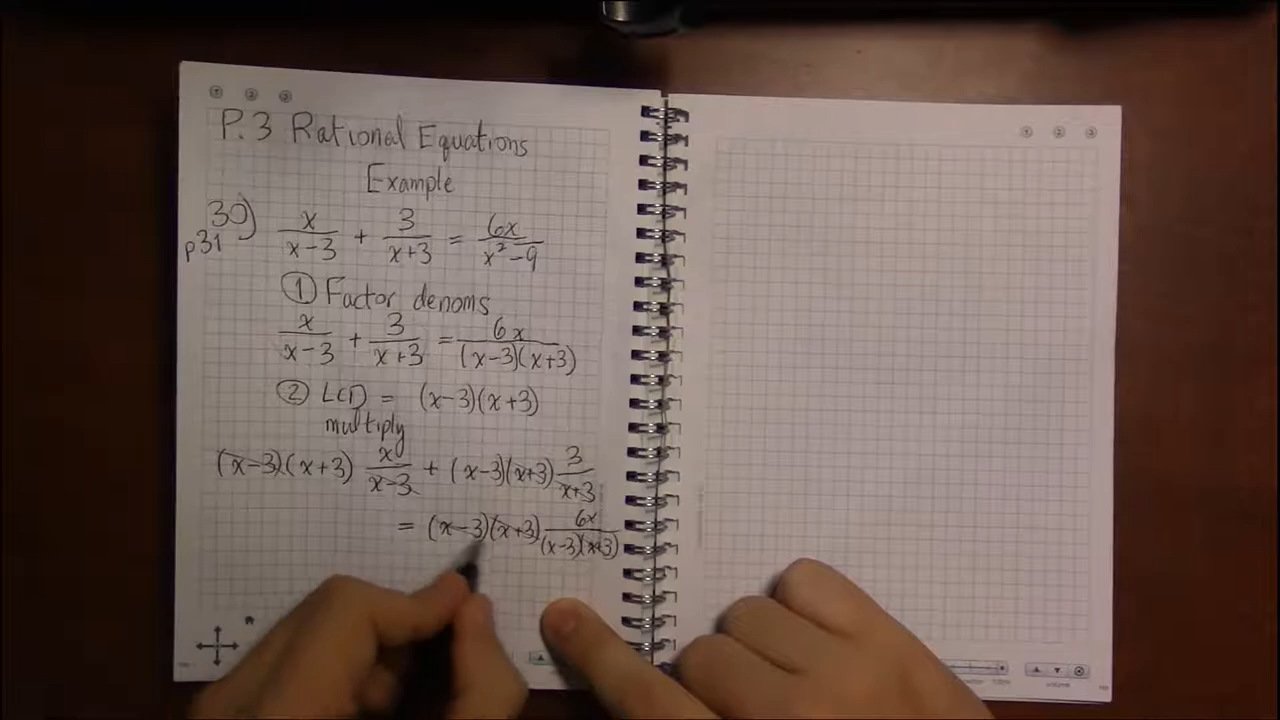 P.3 Rational Equations
Example
30) x/(x-3) + 3/(x+3) = 6x/(x²-9)
p31
① Factor denoms
x/(x-3) + 3/(x+3) = 6x/((x-3)(x+3))
② LCD = (x-3)(x+3)
multiply
(x-3)(x+3) x/(x-3) + (x-3)(x+3) 3/(x+3)
= (x-3)(x+3) 6x/((x-3)(x+3))